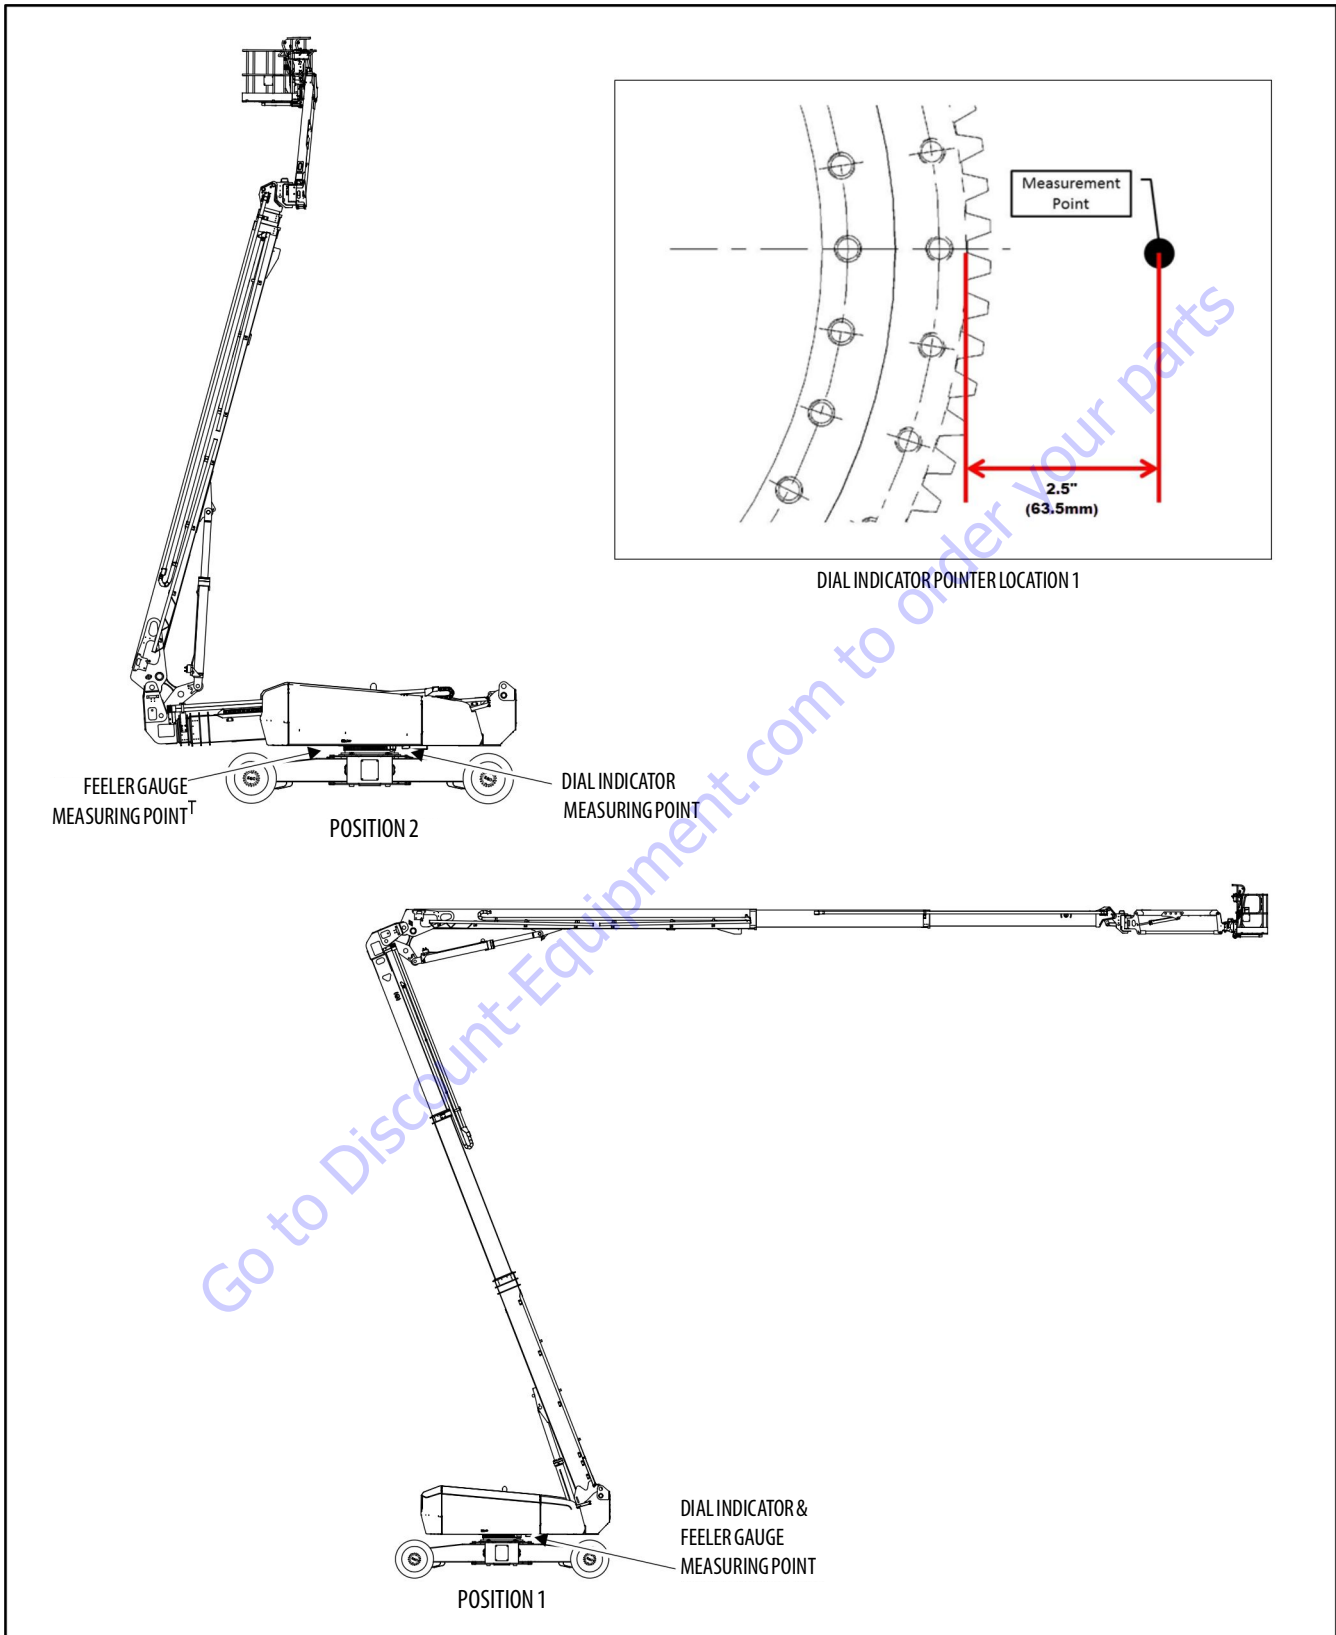 Measurement
Point
2.5"
(63.5mm)
DIAL INDICATOR POINTER LOCATION 1
FEELER GAUGE
MEASURING POINT T
DIAL INDICATOR
MEASURING POINT
POSITION 2
DIAL INDICATOR &
FEELER GAUGE
MEASURING POINT
POSITION 1
Go to Discount-Equipment.com to order your parts